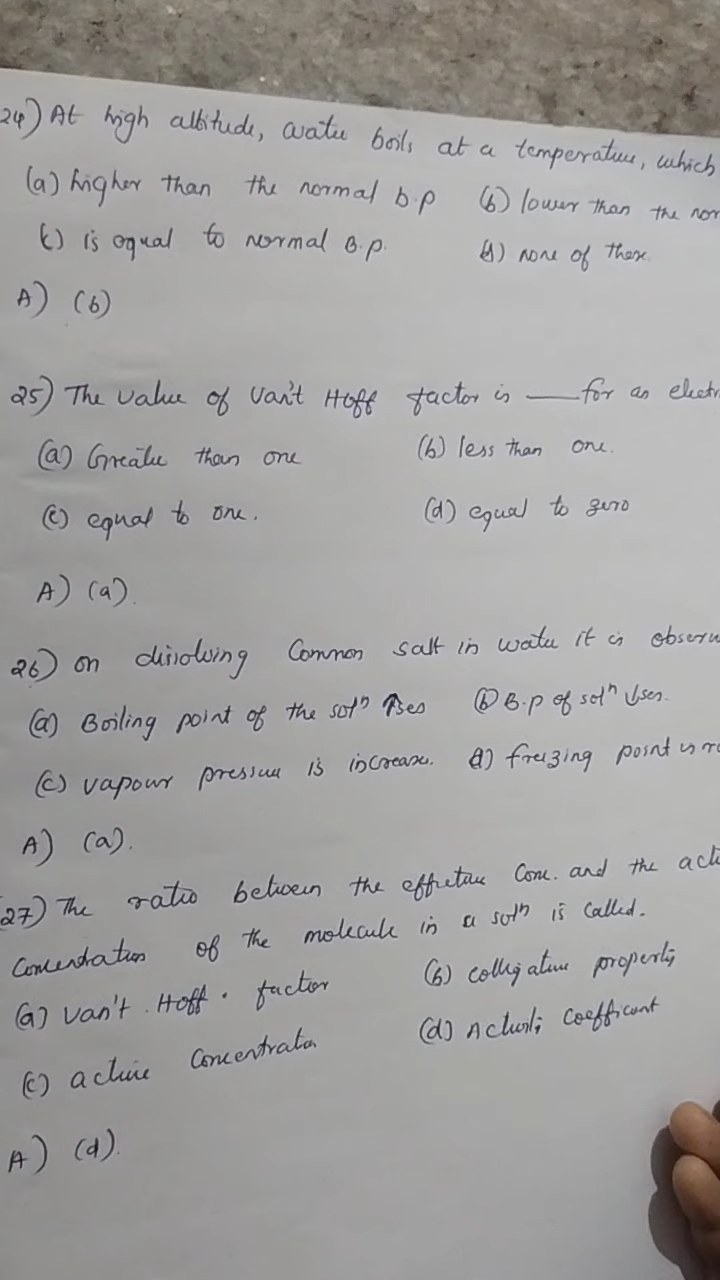 24) At high altitude, water boils at a temperature, which
(a) higher than the normal b.p (b) lower than the nor
(c) is equal to normal B.p. (d) none of these.
A) (b)
25) The value of Van't Hoff factor is ___ for an electr
(a) Greater than one (b) less than one.
(c) equal to one. (d) equal to zero
A) (a).
26) on dissolving Common salt in water it is observ
(a) Boiling point of the solⁿ ↑ses (b) B.p of solⁿ ↓ses.
(c) vapour pressure is increase. (d) freezing point is
A) (a).
27) The ratio between the effective Conc. and the act
Concentration of the molecule in a solⁿ is called.
(a) Van't Hoff factor (b) colligative property
(c) active Concentration (d) Activity coefficient
A) (d).